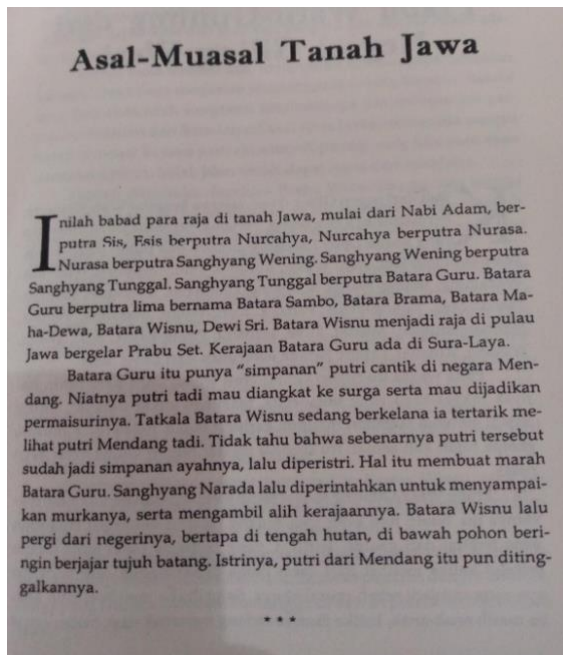 Asal-Muasal Tanah Jawa
Inilah babad para raja di tanah Jawa, mulai dari Nabi Adam, ber-
putra Sis, Esis berputra Nurcahya, Nurcahya berputra Nurasa.
Nurasa berputra Sanghyang Wening. Sanghyang Wening berputra
Sanghyang Tunggal. Sanghyang Tunggal berputra Batara Guru. Batara
Guru berputra lima bernama Batara Sambo, Batara Brama, Batara Ma-
ha-Dewa, Batara Wisnu, Dewi Sri. Batara Wisnu menjadi raja di pulau
Jawa bergelar Prabu Set. Kerajaan Batara Guru ada di Sura-Laya.
Batara Guru itu punya “simpanan” putri cantik di negara Men-
dang. Niatnya putri tadi mau diangkat ke surga serta mau dijadikan
permaisurinya. Tatkala Batara Wisnu sedang berkelana ia tertarik me-
lihat putri Mendang tadi. Tidak tahu bahwa sebenarnya putri tersebut
sudah jadi simpanan ayahnya, lalu diperistri. Hal itu membuat marah
Batara Guru. Sanghyang Narada lalu diperintahkan untuk menyampai-
kan murkanya, serta mengambil alih kerajaannya. Batara Wisnu lalu
pergi dari negerinya, bertapa di tengah hutan, di bawah pohon beri-
ngin berjajar tujuh batang. Istrinya, putri dari Mendang itu pun diting-
galkannya.
* * *